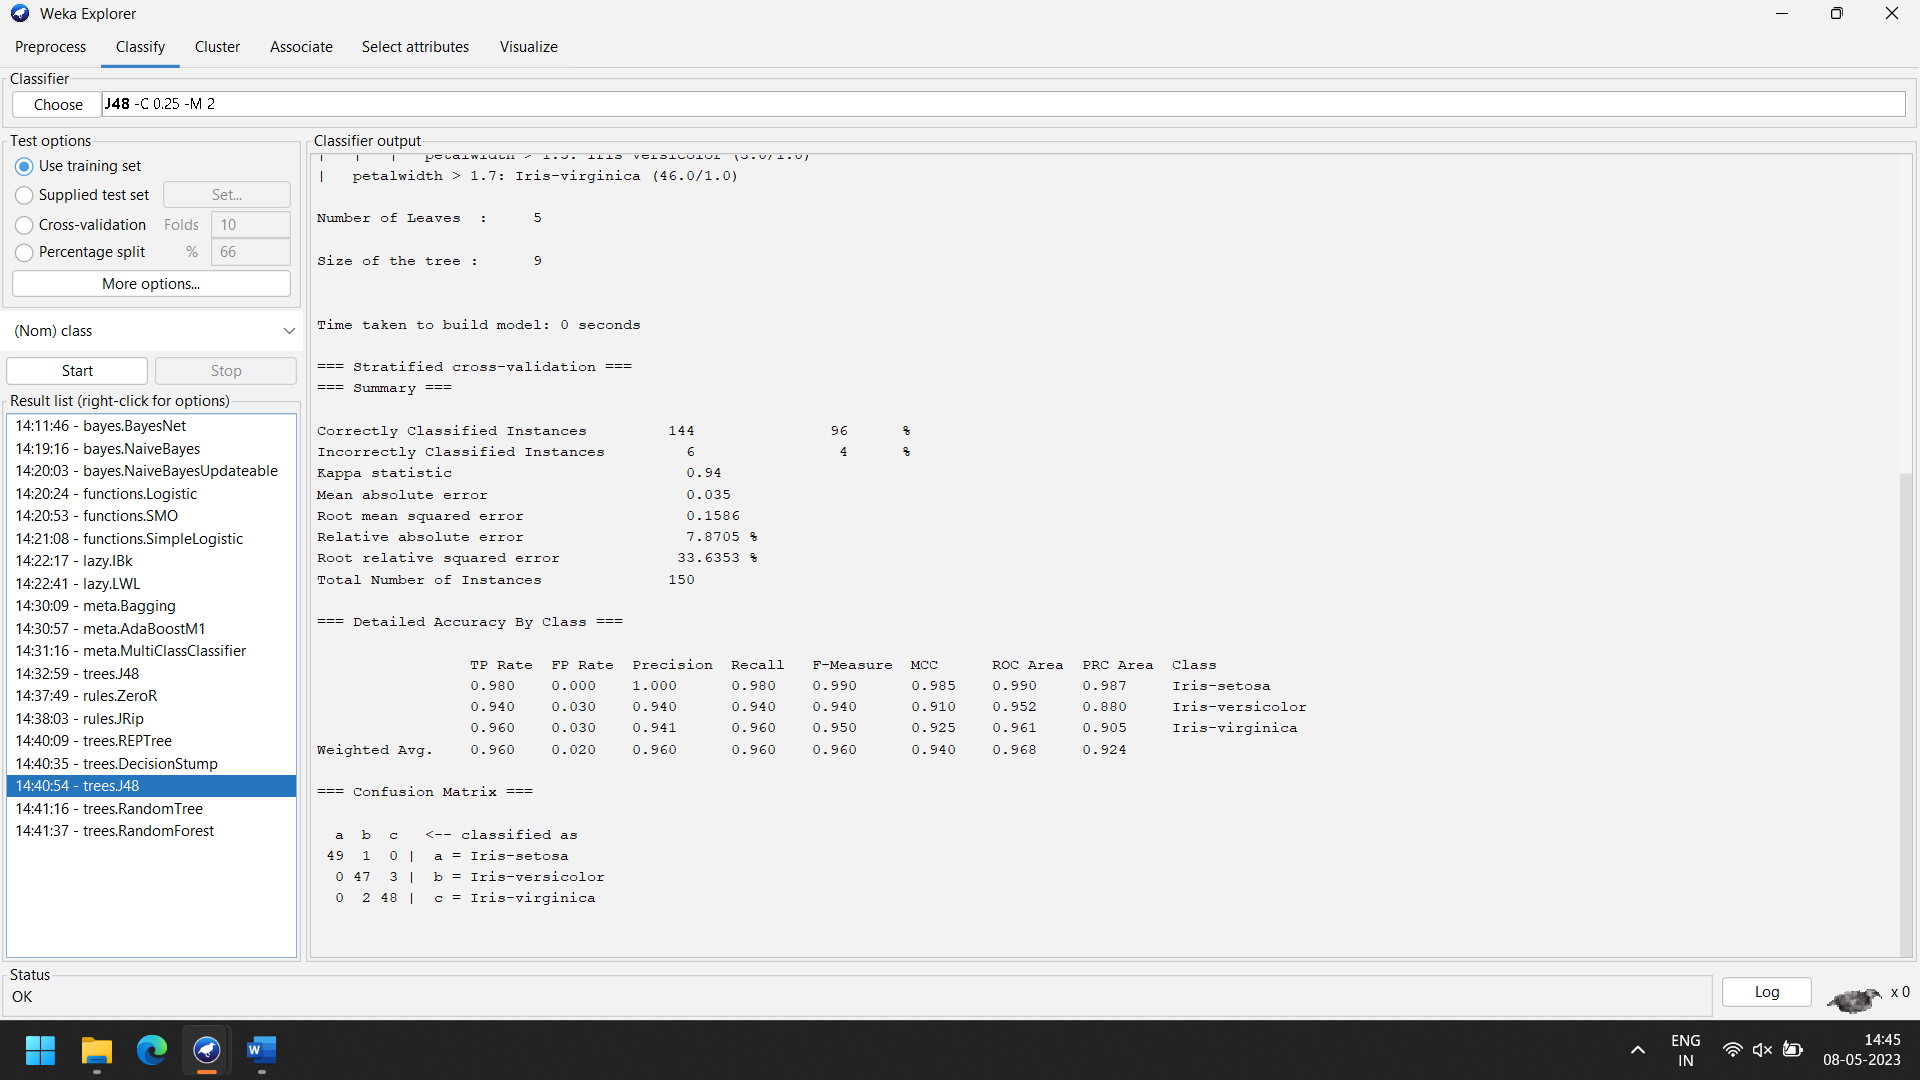 Weka Explorer
Preprocess Classify Cluster Associate Select attributes Visualize
Classifier
Choose J48 -C 0.25 -M 2
Test options
Use training set
Supplied test set Set...
Cross-validation Folds 10
Percentage split % 66
More options...
(Nom) class
Start Stop
Result list (right-click for options)
14:11:46 - bayes.BayesNet
14:19:16 - bayes.NaiveBayes
14:20:03 - bayes.NaiveBayesUpdateable
14:20:24 - functions.Logistic
14:20:53 - functions.SMO
14:21:08 - functions.SimpleLogistic
14:22:17 - lazy.IBk
14:22:41 - lazy.LWL
14:30:09 - meta.Bagging
14:30:57 - meta.AdaBoostM1
14:31:16 - meta.MultiClassClassifier
14:32:59 - trees.J48
14:37:49 - rules.ZeroR
14:38:03 - rules.JRip
14:40:09 - trees.REPTree
14:40:35 - trees.DecisionStump
14:40:54 - trees.J48
14:41:16 - trees.RandomTree
14:41:37 - trees.RandomForest
Classifier output
| | | petalwidth > 1.5: Iris-versicolor (3.0/1.0)
| petalwidth > 1.7: Iris-virginica (46.0/1.0)
Number of Leaves : 5
Size of the tree : 9
Time taken to build model: 0 seconds
=== Stratified cross-validation ===
=== Summary ===
Correctly Classified Instances 144 96 %
Incorrectly Classified Instances 6 4 %
Kappa statistic 0.94
Mean absolute error 0.035
Root mean squared error 0.1586
Relative absolute error 7.8705 %
Root relative squared error 33.6353 %
Total Number of Instances 150
=== Detailed Accuracy By Class ===
TP Rate FP Rate Precision Recall F-Measure MCC ROC Area PRC Area Class
0.980 0.000 1.000 0.980 0.990 0.985 0.990 0.987 Iris-setosa
0.940 0.030 0.940 0.940 0.940 0.910 0.952 0.880 Iris-versicolor
0.960 0.030 0.941 0.960 0.950 0.925 0.961 0.905 Iris-virginica
Weighted Avg. 0.960 0.020 0.960 0.960 0.960 0.940 0.968 0.924
=== Confusion Matrix ===
a b c <-- classified as
49 1 0 | a = Iris-setosa
0 47 3 | b = Iris-versicolor
0 2 48 | c = Iris-virginica
Status
OK
Log x 0
W
ENG
IN
14:45
08-05-2023